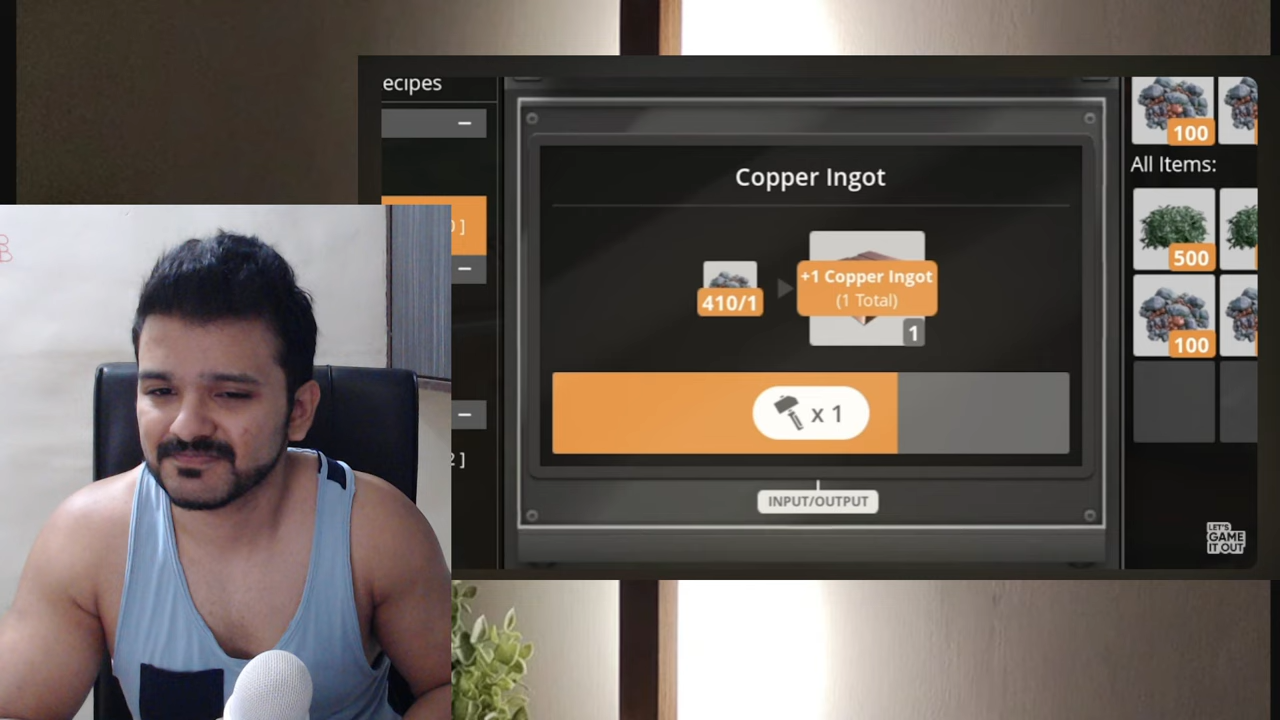 ecipes
100
All Items:
Copper Ingot
500
410/1
+1 Copper Ingot
(1 Total)
1
100
x 1
2 ]
INPUT/OUTPUT
LET'S
GAME
IT OUT